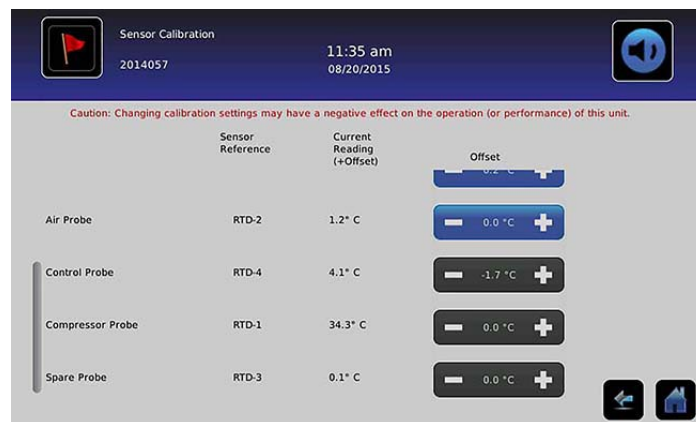 Sensor Calibration
2014057
11:35 am
08/20/2015
Caution: Changing calibration settings may have a negative effect on the operation (or performance) of this unit.
Sensor
Reference
Current
Reading
(+Offset)
Offset
Air Probe RTD-2 1.2° C 0.0 °C
Control Probe RTD-4 4.1° C -1.7 °C
Compressor Probe RTD-1 34.3° C 0.0 °C
Spare Probe RTD-3 0.1° C 0.0 °C